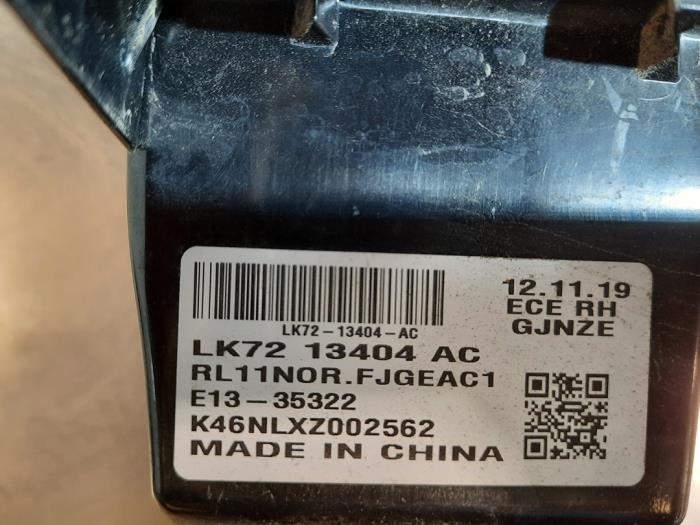 LK72-13404-AC
12.11.19
ECE RH
GJNZE
LK72 13404 AC
RL11NOR.FJGEAC1
E13-35322
K46NLXZ002562
MADE IN CHINA